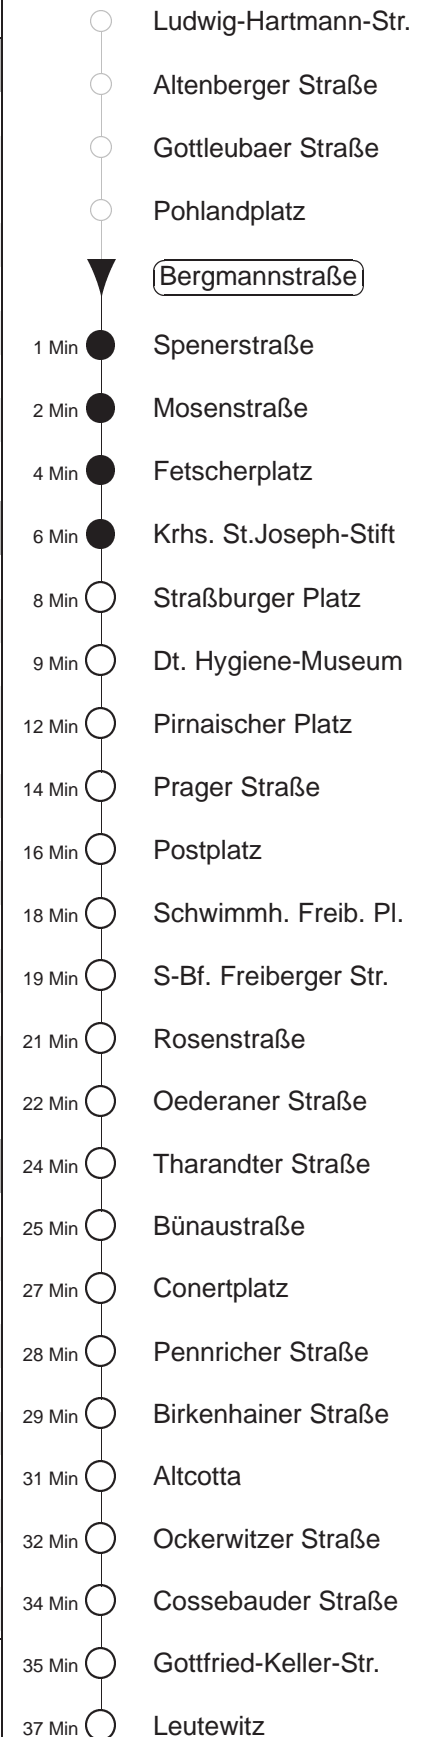 Ludwig-Hartmann-Str.
Altenberger Straße
Gottleubaer Straße
Pohlandplatz
Bergmannstraße
1 Min Spenerstraße
2 Min Mosenstraße
4 Min Fetscherplatz
6 Min Krhs. St.Joseph-Stift
8 Min Straßburger Platz
9 Min Dt. Hygiene-Museum
12 Min Pirnaischer Platz
14 Min Prager Straße
16 Min Postplatz
18 Min Schwimmh. Freib. Pl.
19 Min S-Bf. Freiberger Str.
21 Min Rosenstraße
22 Min Oederaner Straße
24 Min Tharandter Straße
25 Min Bünaustraße
27 Min Conertplatz
28 Min Pennricher Straße
29 Min Birkenhainer Straße
31 Min Altcotta
32 Min Ockerwitzer Straße
34 Min Cossebauder Straße
35 Min Gottfried-Keller-Str.
37 Min Leutewitz